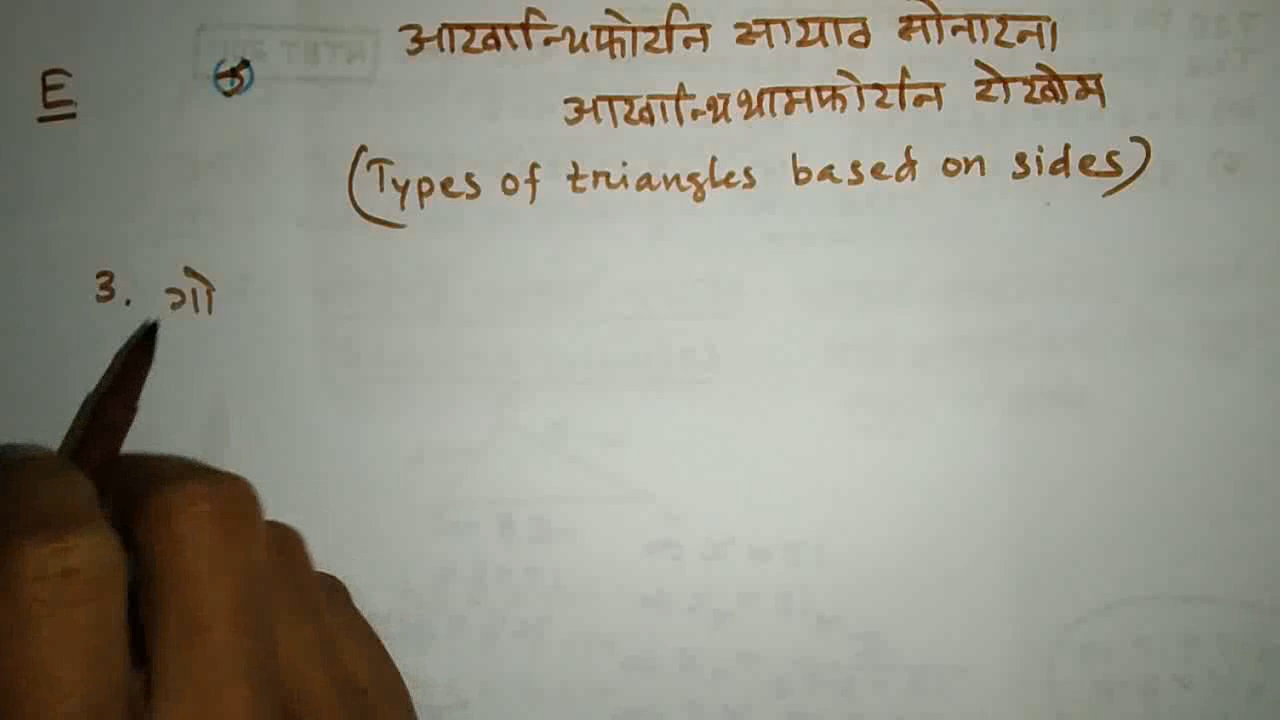 E
आखान्थिफोरनि सायाव सोनारना
आखान्थिथामफोरनि रोखोम
(Types of triangles based on sides)
3. गो